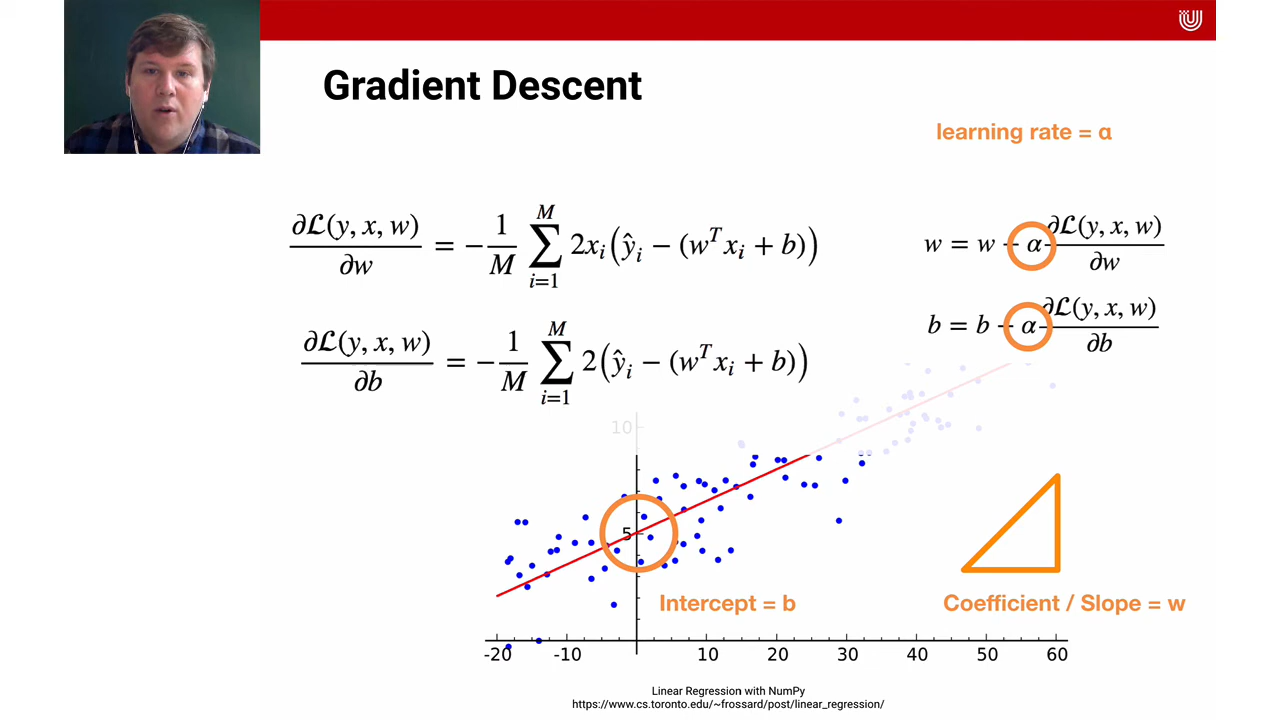 Gradient Descent
learning rate = α
∂ℒ(y, x, w)/∂w = −1/M ∑_{i=1}^{M} 2x_i(ŷ_i − (w^T x_i + b))
w = w − α ∂ℒ(y, x, w)/∂w
∂ℒ(y, x, w)/∂b = −1/M ∑_{i=1}^{M} 2(ŷ_i − (w^T x_i + b))
b = b − α ∂ℒ(y, x, w)/∂b
10
5
Intercept = b
Coefficient / Slope = w
-20 -10 10 20 30 40 50 60
Linear Regression with NumPy
https://www.cs.toronto.edu/~frossard/post/linear_regression/